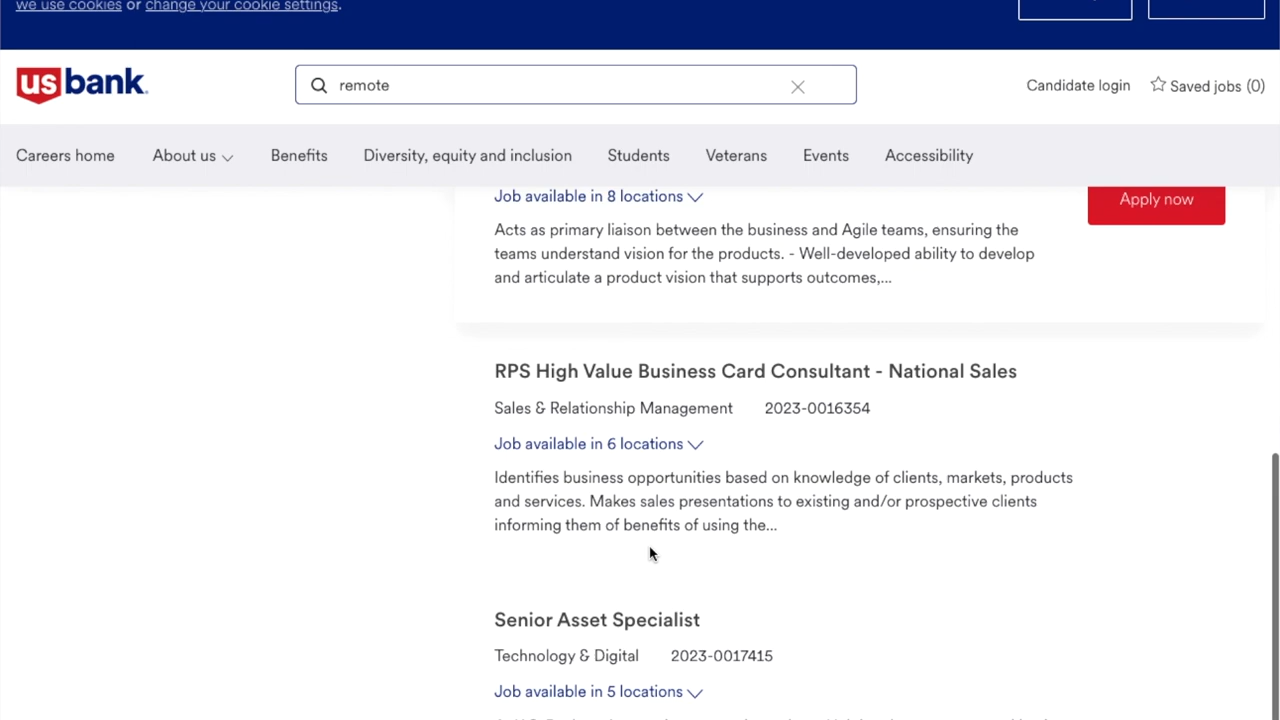 we use cookies or change your cookie settings.
usbank
remote
Candidate login
Saved jobs (0)
Careers home
About us
Benefits
Diversity, equity and inclusion
Students
Veterans
Events
Accessibility
Job available in 8 locations
Apply now
Acts as primary liaison between the business and Agile teams, ensuring the
teams understand vision for the products. - Well-developed ability to develop
and articulate a product vision that supports outcomes,...
RPS High Value Business Card Consultant - National Sales
Sales & Relationship Management 2023-0016354
Job available in 6 locations
Identifies business opportunities based on knowledge of clients, markets, products
and services. Makes sales presentations to existing and/or prospective clients
informing them of benefits of using the...
Senior Asset Specialist
Technology & Digital 2023-0017415
Job available in 5 locations